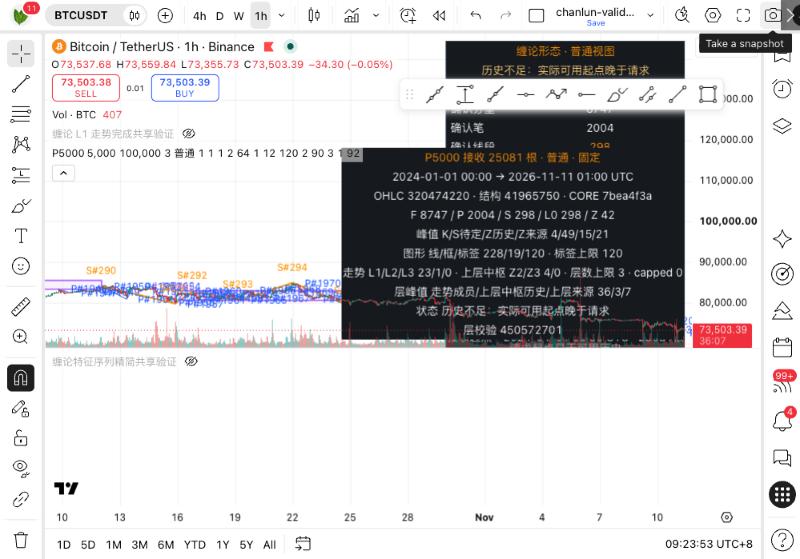 11
BTCUSDT
4h D W 1h
chanlun-valid...
Save
Take a snapshot
Bitcoin / TetherUS · 1h · Binance
O73,537.68 H73,559.84 L73,355.73 C73,503.39 −34.30 (−0.05%)
73,503.38
SELL
0.01
73,503.39
BUY
Vol · BTC 407
缠论 L1 走势完成共享验证
P5000 5,000 100,000 3 普通 1 1 1 2 64 1 12 120 2 90 3 1 92
缠论形态 · 普通视图
历史不足：实际可用起点晚于请求
确认笔 2004
确认线段 298
P5000 接收 25081 根 · 普通 · 固定
2024-01-01 00:00 → 2026-11-11 01:00 UTC
OHLC 320474220 · 结构 41965750 · CORE 7bea4f3a
F 8747 / P 2004 / S 298 / L0 298 / Z 42
峰值 K/S待定/Z历史/Z来源 4/49/15/21
图形 线/框/标签 228/19/120 · 标签上限 120
走势 L1/L2/L3 23/1/0 · 上层中枢 Z2/Z3 4/0 · 层数上限 3 · capped 0
层峰值 走势成员/上层中枢历史/上层来源 36/3/7
状态 历史不足：实际可用起点晚于请求
层校验 450572701
120,000.00
110,000.00
100,000.00
90,000.00
80,000.00
73,503.39
36:07
S#290
S#292
S#293
S#294
缠论特征序列精简共享验证
10 13 16 19 22 25 28 Nov 4 7 10
1D 5D 1M 3M 6M YTD 1Y 5Y All
09:23:53 UTC+8
99+
4